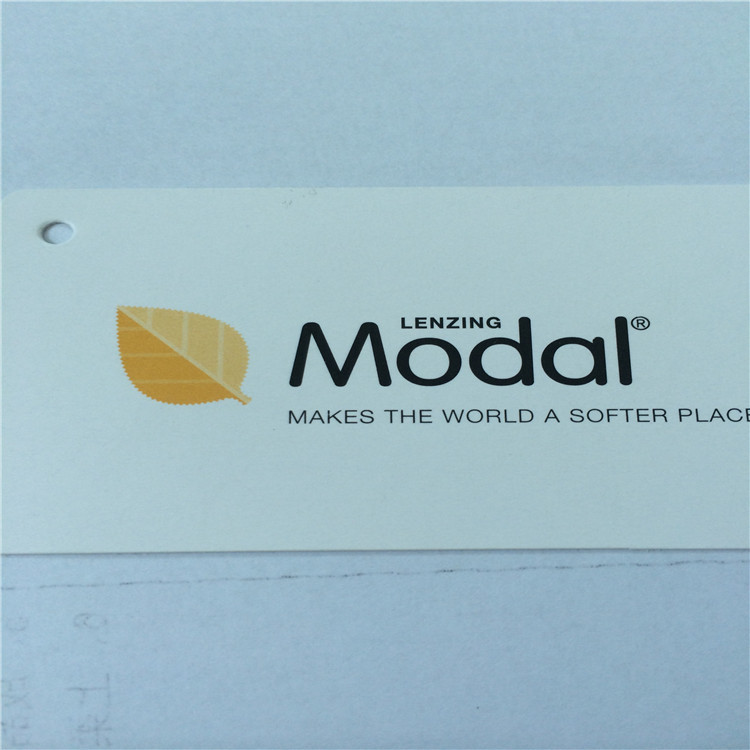 LENZING
Modal®
MAKES THE WORLD A SOFTER PLACE